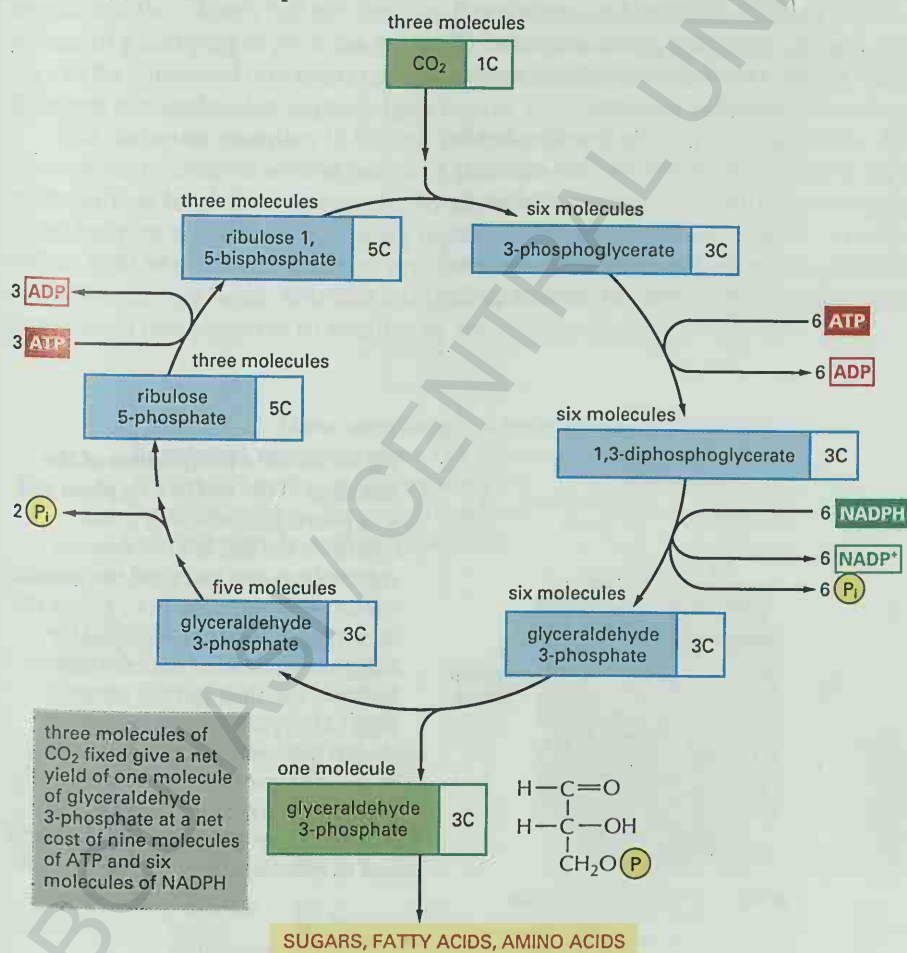 three molecules
CO₂ 1C
three molecules
ribulose 1,
5-bisphosphate 5C
six molecules
3-phosphoglycerate 3C
3 ADP
3 ATP
6 ATP
6 ADP
three molecules
ribulose
5-phosphate 5C
six molecules
1,3-diphosphoglycerate 3C
2 Pi
6 NADPH
6 NADP⁺
6 Pi
five molecules
glyceraldehyde
3-phosphate 3C
six molecules
glyceraldehyde
3-phosphate 3C
three molecules of
CO₂ fixed give a net
yield of one molecule
of glyceraldehyde
3-phosphate at a net
cost of nine molecules
of ATP and six
molecules of NADPH
one molecule
glyceraldehyde
3-phosphate 3C
H—C=O
H—C—OH
CH₂O P
SUGARS, FATTY ACIDS, AMINO ACIDS
IASI / CENTRAL UNI